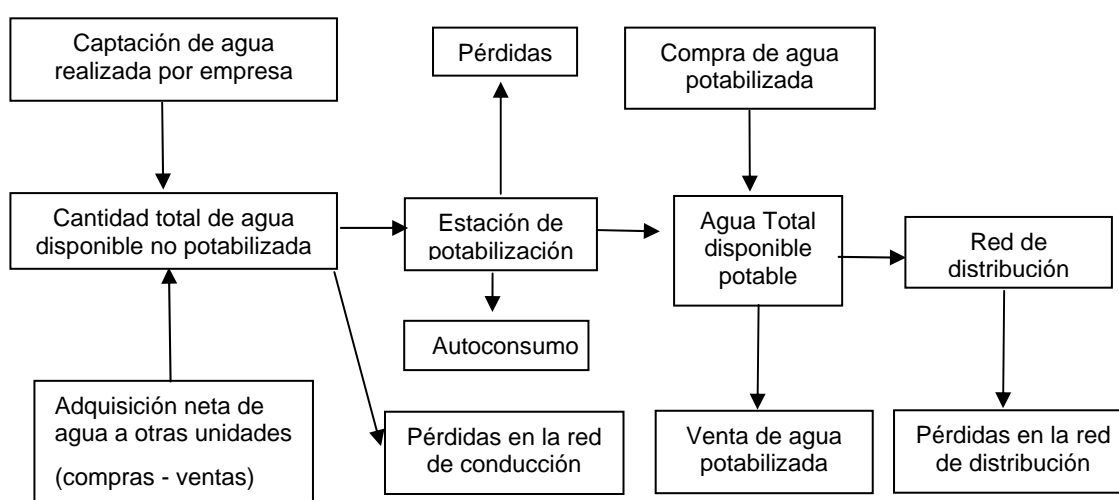 Captación de agua
realizada por empresa
Pérdidas
Compra de agua
potabilizada
Cantidad total de agua
disponible no potabilizada
Estación de
potabilización
Agua Total
disponible
potable
Red de
distribución
Autoconsumo
Adquisición neta de
agua a otras unidades
(compras - ventas)
Pérdidas en la red
de conducción
Venta de agua
potabilizada
Pérdidas en la red
de distribución